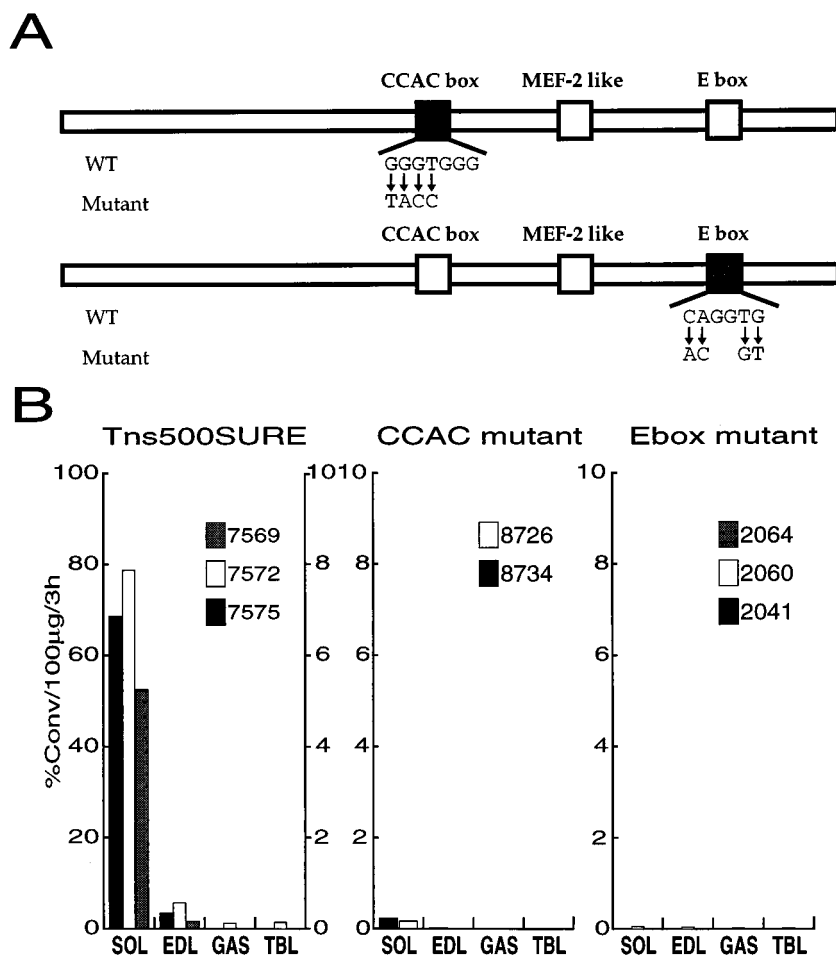 A
CCAC box MEF-2 like E box
WT GGGTGGG
Mutant TACC
CCAC box MEF-2 like E box
WT CAGGTG
Mutant AC GT
B
Tns500SURE CCAC mutant Ebox mutant
%Conv/100µg/3h
100 10 10 10
7569 8726 2064
80 8 8 8
7572 8734 2060
7575 2041
60 6 6 6
40 4 4 4
20 2 2 2
0 0 0 0
SOL EDL GAS TBL SOL EDL GAS TBL SOL EDL GAS TBL